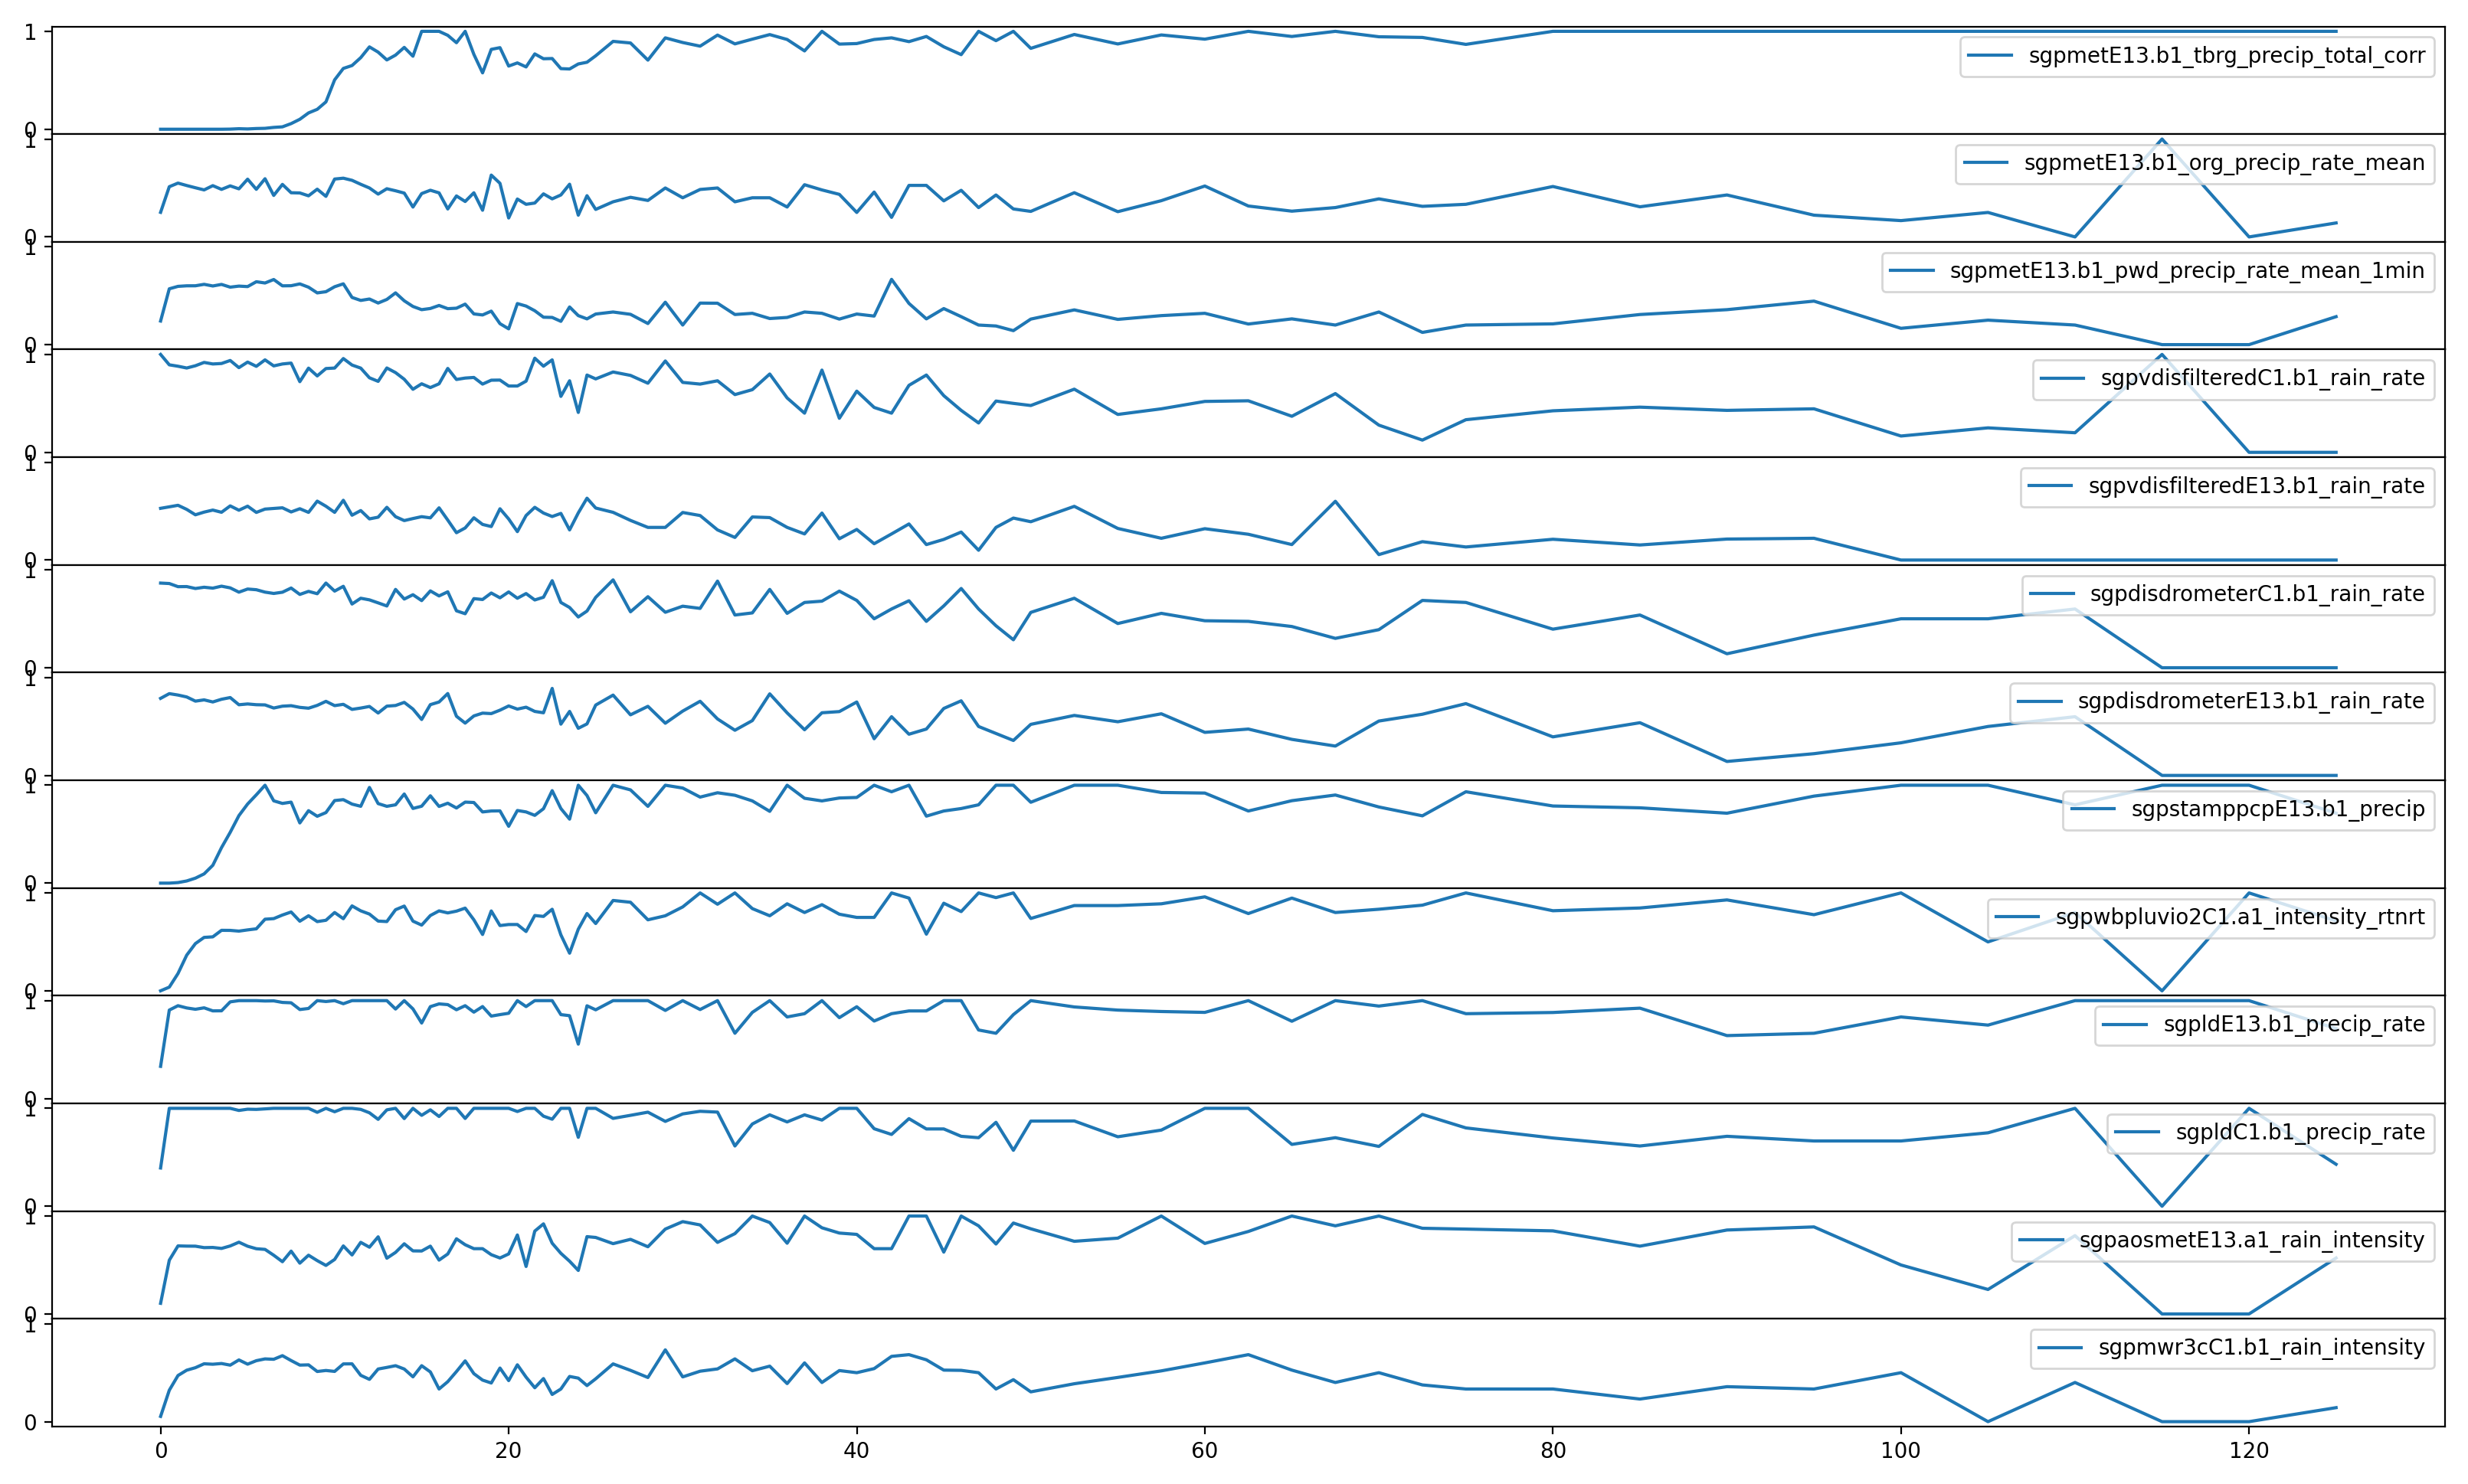 1
sgpmetE13.b1_tbrg_precip_total_corr
0
1
sgpmetE13.b1_org_precip_rate_mean
0
1
sgpmetE13.b1_pwd_precip_rate_mean_1min
0
1
sgpvdisfilteredC1.b1_rain_rate
0
1
sgpvdisfilteredE13.b1_rain_rate
0
1
sgpdisdrometerC1.b1_rain_rate
0
1
sgpdisdrometerE13.b1_rain_rate
0
1
sgpstamppcpE13.b1_precip
0
1
sgpwbpluvio2C1.a1_intensity_rtnrt
0
1
sgpldE13.b1_precip_rate
0
1
sgpldC1.b1_precip_rate
0
1
sgpaosmetE13.a1_rain_intensity
0
1
sgpmwr3cC1.b1_rain_intensity
0
0 20 40 60 80 100 120